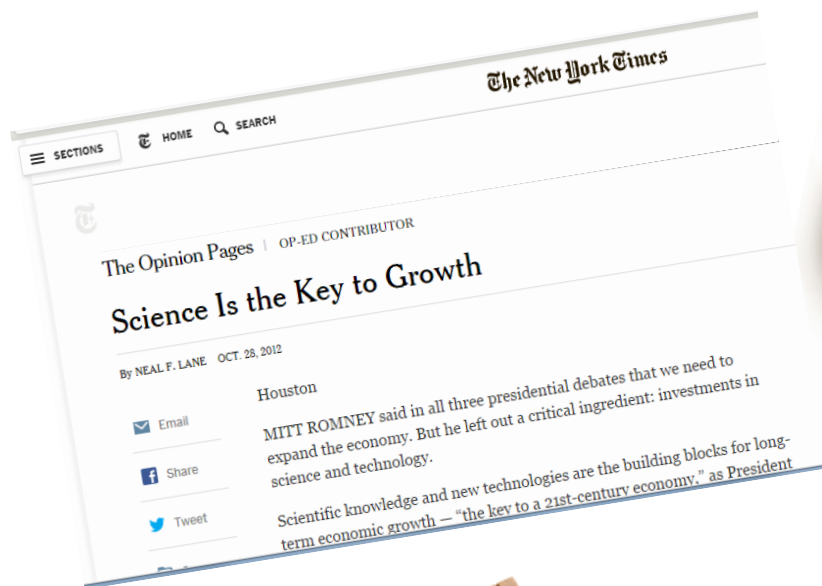 The New York Times
SECTIONS HOME SEARCH
The Opinion Pages | OP-ED CONTRIBUTOR
Science Is the Key to Growth
By NEAL F. LANE OCT. 28, 2012
Houston
MITT ROMNEY said in all three presidential debates that we need to
expand the economy. But he left out a critical ingredient: investments in
science and technology.
Scientific knowledge and new technologies are the building blocks for long-
term economic growth — “the key to a 21st-century economy,” as President
Email
Share
Tweet